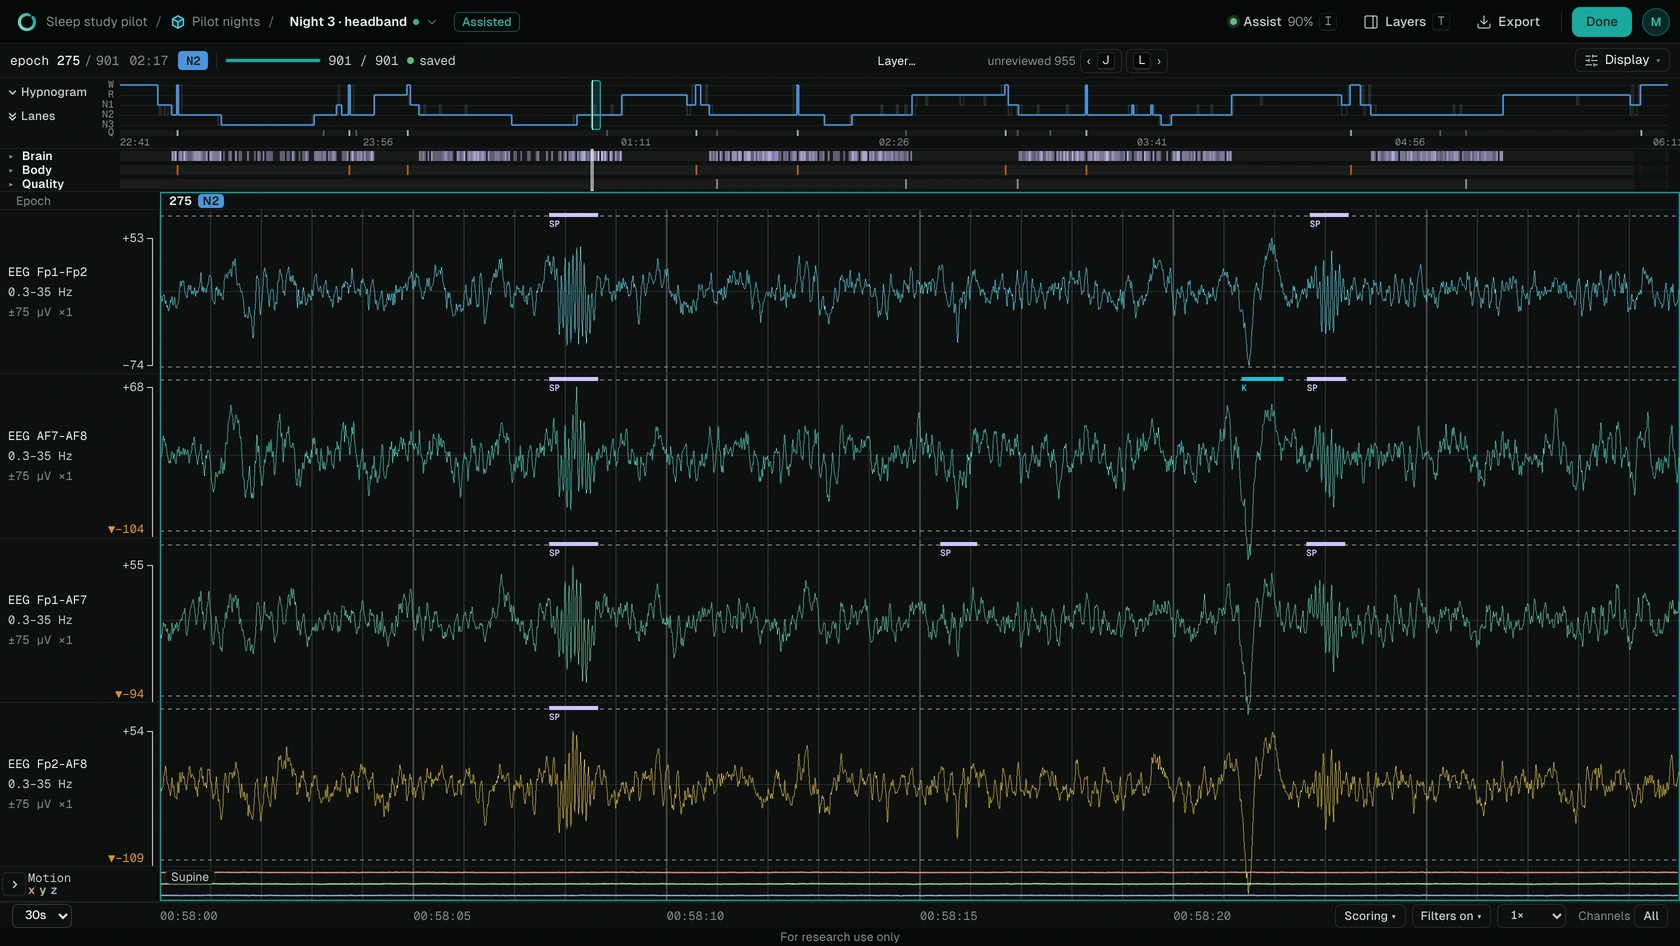 Sleep study pilot / Pilot nights / Night 3 · headband Assisted Assist 90% I Layers T Export Done M
epoch 275 / 901 02:17 N2 901 / 901 saved Layer… unreviewed 955 ‹ J L › Display
Hypnogram
Lanes
W
R
N1
N2
N3
Q
22:41 23:56 01:11 02:26 03:41 04:56
Brain
Body
Quality
Epoch 275 N2
SP SP
+53
EEG Fp1-Fp2
0.3–35 Hz
±75 µV ×1
−74
SP K SP
+68
EEG AF7-AF8
0.3–35 Hz
±75 µV ×1
▼−104
SP SP SP
+55
EEG Fp1-AF7
0.3–35 Hz
±75 µV ×1
▼−94
SP
+54
EEG Fp2-AF8
0.3–35 Hz
±75 µV ×1
▼−109
Motion Supine
x y z
30s 00:58:00 00:58:05 00:58:10 00:58:15 00:58:20 Scoring Filters on 1× Channels All
For research use only